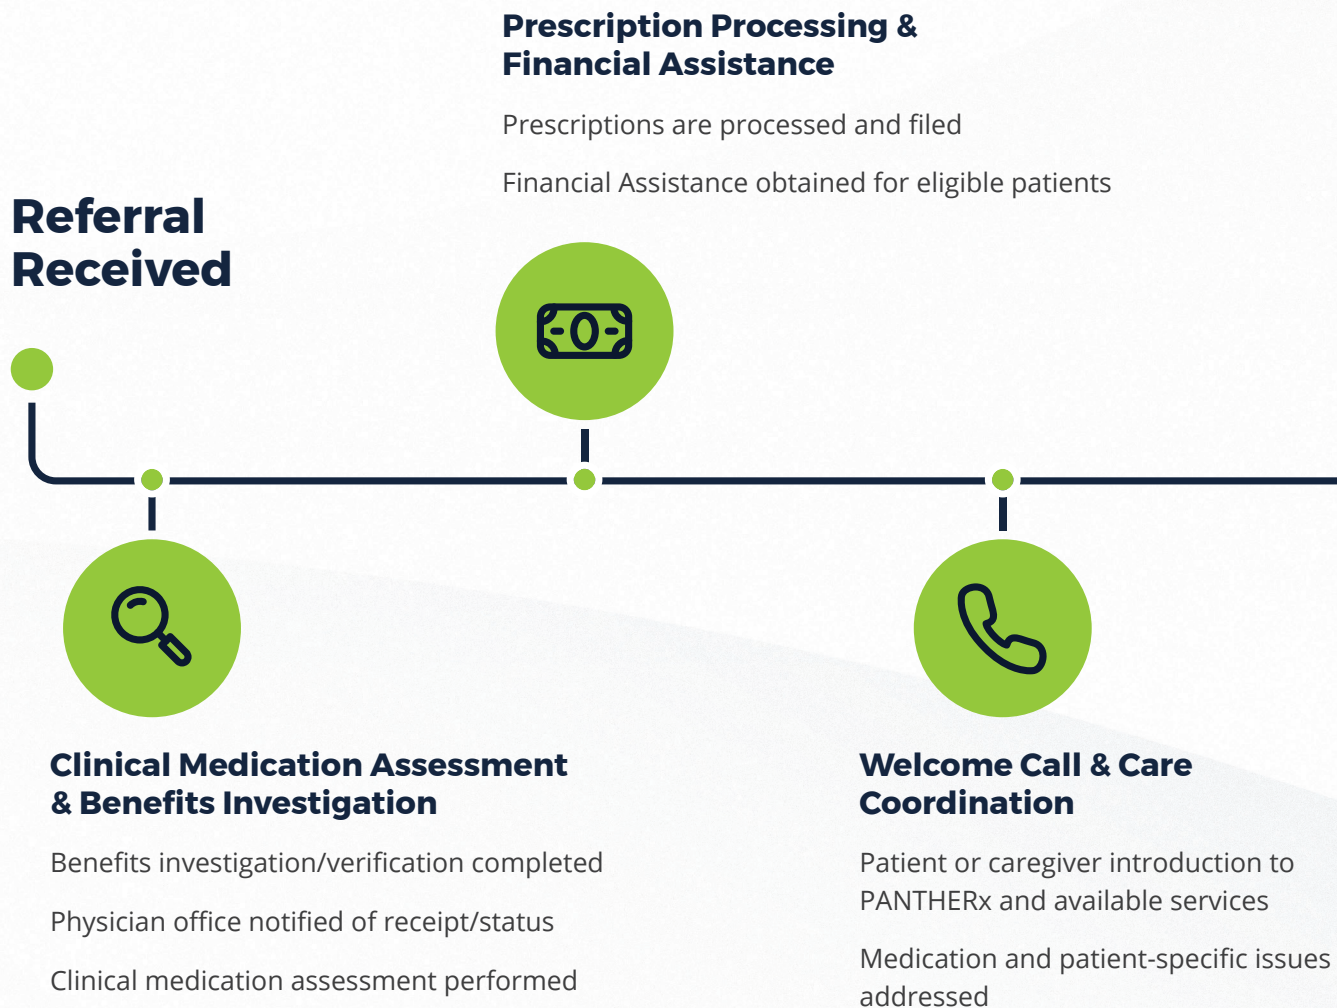 Referral
Received
Clinical Medication Assessment
& Benefits Investigation
Benefits investigation/verification completed
Physician office notified of receipt/status
Clinical medication assessment performed
Prescription Processing &
Financial Assistance
Prescriptions are processed and filed
Financial Assistance obtained for eligible patients
Welcome Call & Care
Coordination
Patient or caregiver introduction to
PANTHERx and available services
Medication and patient-specific issues
addressed